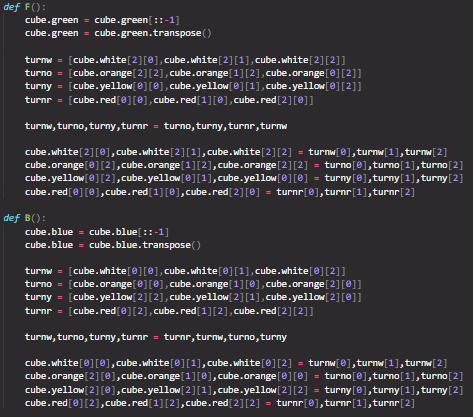 def F():
    cube.green = cube.green[::-1]
    cube.green = cube.green.transpose()

    turnw = [cube.white[2][0],cube.white[2][1],cube.white[2][2]]
    turno = [cube.orange[2][2],cube.orange[1][2],cube.orange[0][2]]
    turny = [cube.yellow[0][0],cube.yellow[0][1],cube.yellow[0][2]]
    turnr = [cube.red[0][0],cube.red[1][0],cube.red[2][0]]

    turnw,turno,turny,turnr = turno,turny,turnr,turnw

    cube.white[2][0],cube.white[2][1],cube.white[2][2] = turnw[0],turnw[1],turnw[2]
    cube.orange[0][2],cube.orange[1][2],cube.orange[2][2] = turno[0],turno[1],turno[2]
    cube.yellow[0][2],cube.yellow[0][1],cube.yellow[0][0] = turny[0],turny[1],turny[2]
    cube.red[0][0],cube.red[1][0],cube.red[2][0] = turnr[0],turnr[1],turnr[2]

def B():
    cube.blue = cube.blue[::-1]
    cube.blue = cube.blue.transpose()

    turnw = [cube.white[0][0],cube.white[0][1],cube.white[0][2]]
    turno = [cube.orange[0][0],cube.orange[1][0],cube.orange[2][0]]
    turny = [cube.yellow[2][2],cube.yellow[2][1],cube.yellow[2][0]]
    turnr = [cube.red[0][2],cube.red[1][2],cube.red[2][2]]

    turnw,turno,turny,turnr = turnr,turnw,turno,turny

    cube.white[0][0],cube.white[0][1],cube.white[0][2] = turnw[0],turnw[1],turnw[2]
    cube.orange[2][0],cube.orange[1][0],cube.orange[0][0] = turno[0],turno[1],turno[2]
    cube.yellow[2][0],cube.yellow[2][1],cube.yellow[2][2] = turny[0],turny[1],turny[2]
    cube.red[0][2],cube.red[1][2],cube.red[2][2] = turnr[0],turnr[1],turnr[2]